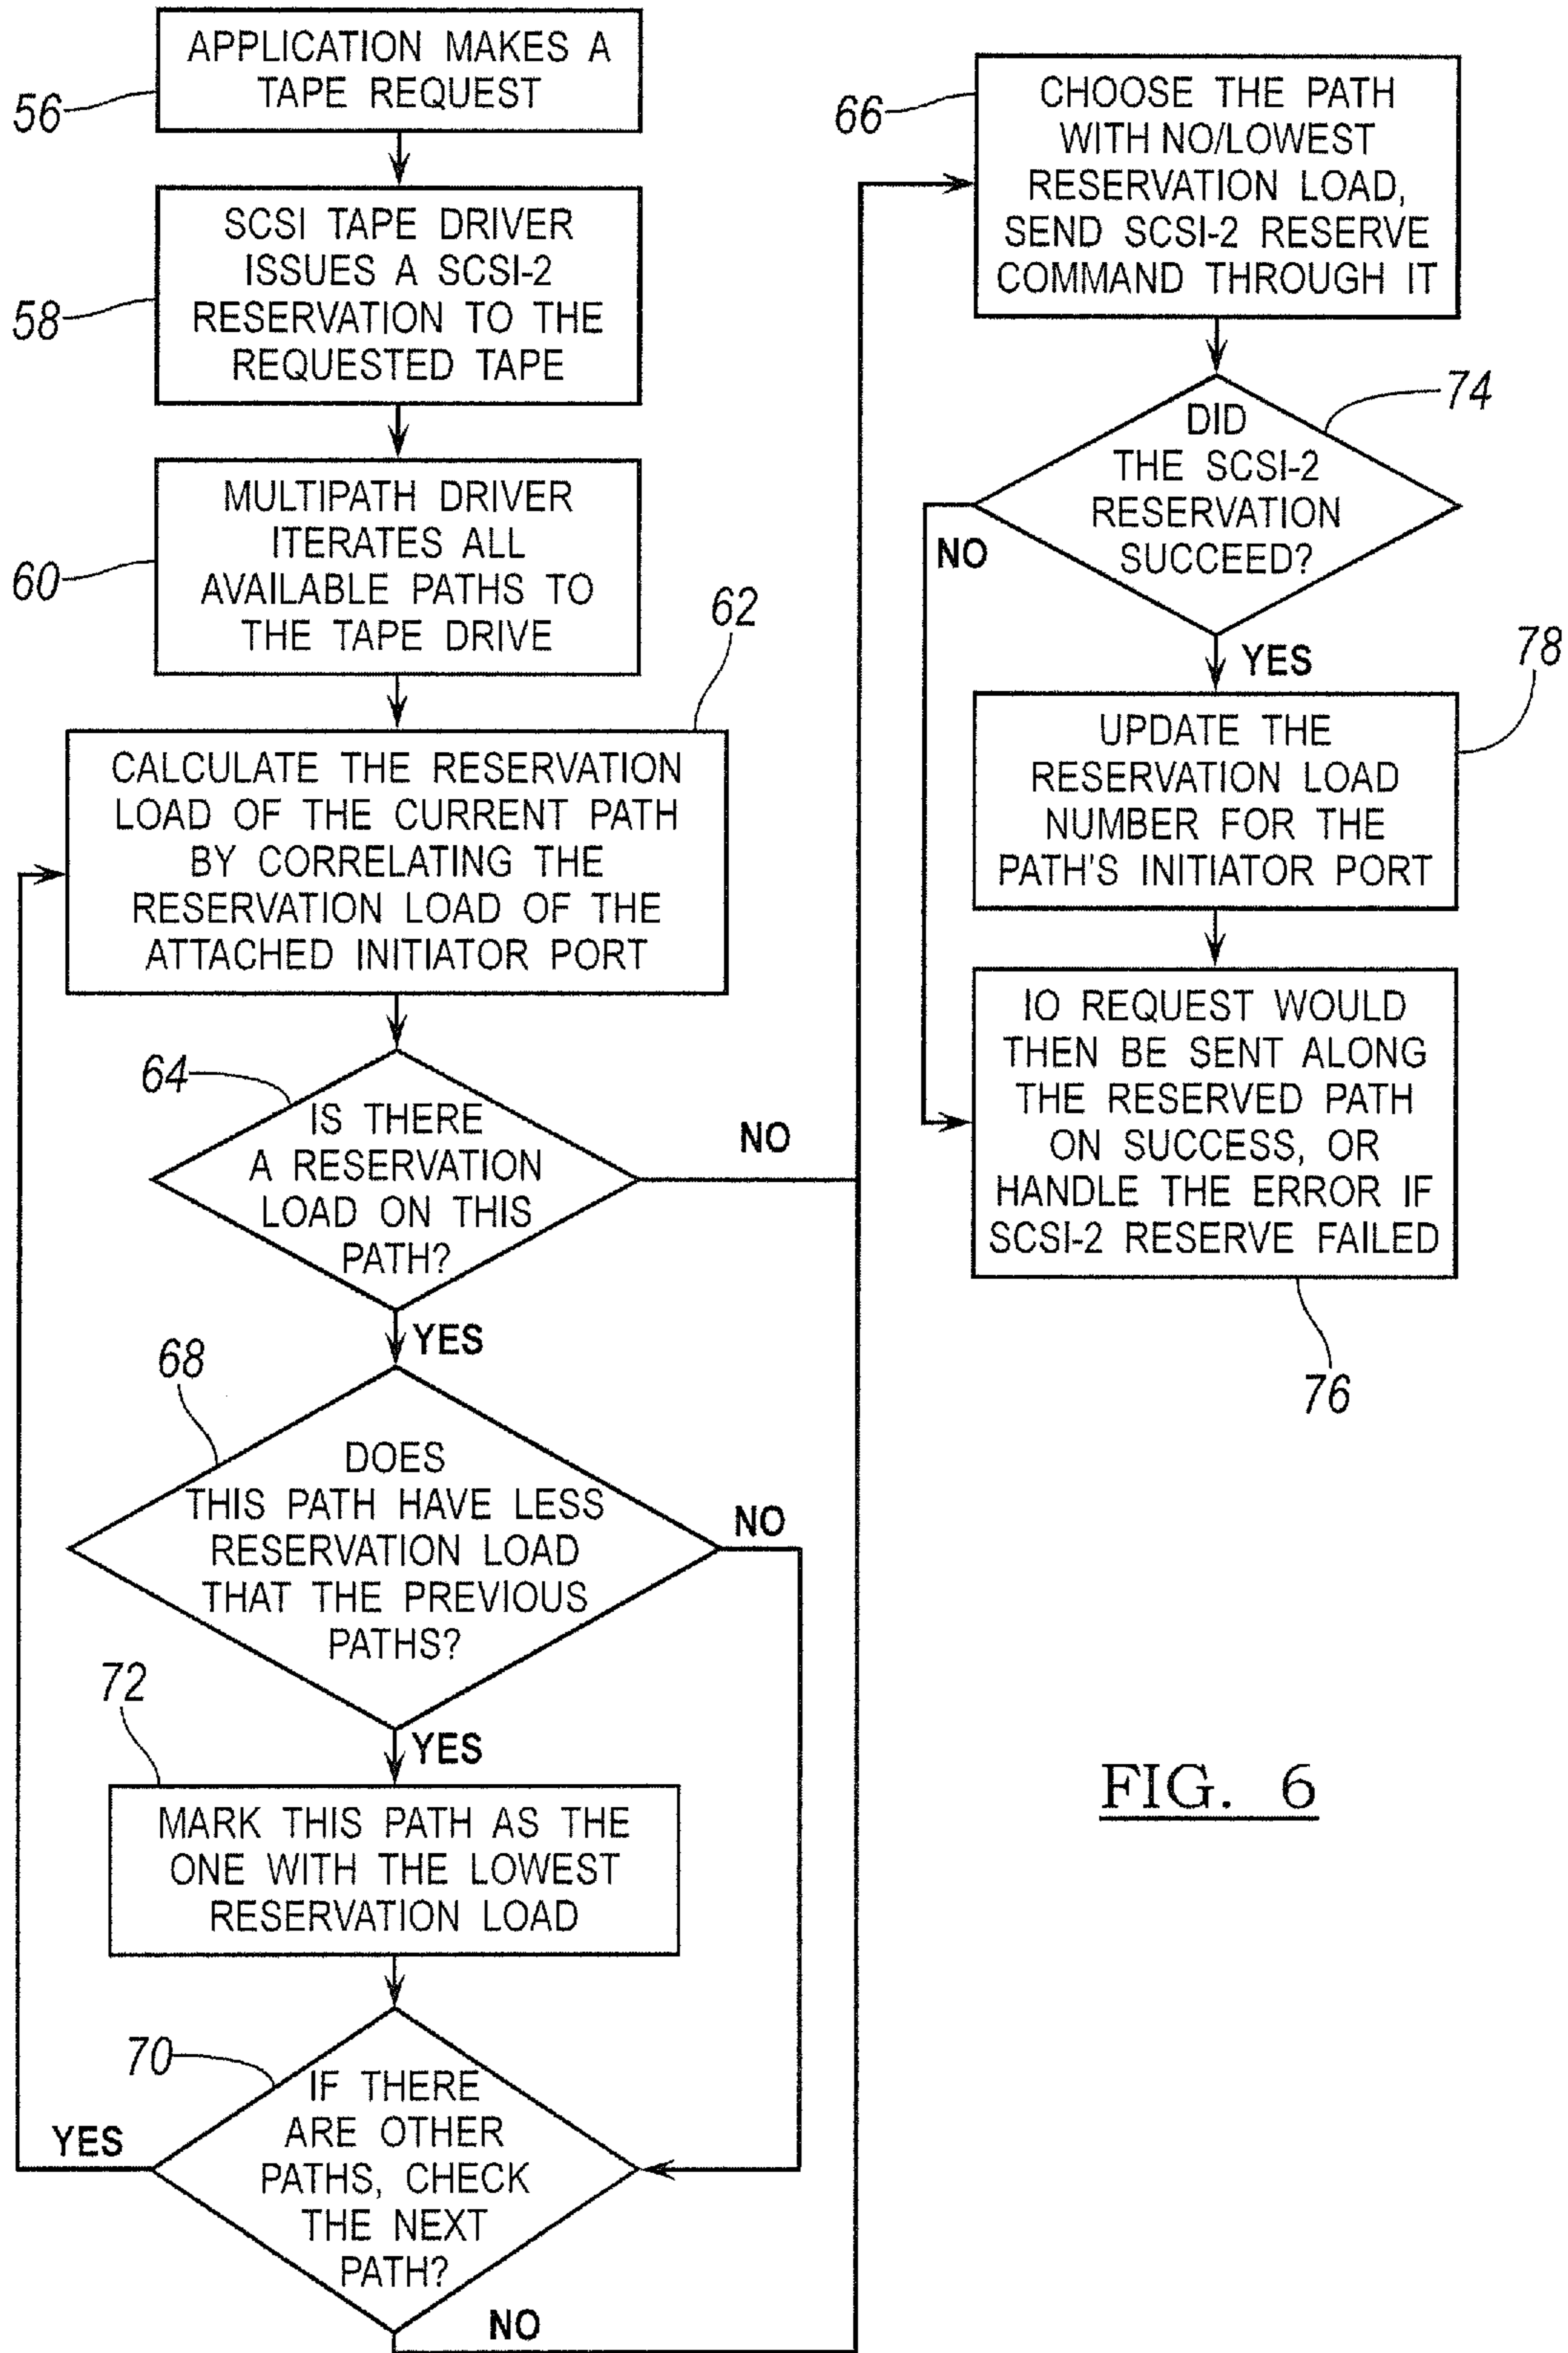 APPLICATION MAKES A
TAPE REQUEST
56
SCSI TAPE DRIVER
ISSUES A SCSI-2
RESERVATION TO THE
REQUESTED TAPE
58
MULTIPATH DRIVER
ITERATES ALL
AVAILABLE PATHS TO
THE TAPE DRIVE
60
62
CALCULATE THE RESERVATION
LOAD OF THE CURRENT PATH
BY CORRELATING THE
RESERVATION LOAD OF THE
ATTACHED INITIATOR PORT
64
IS THERE
A RESERVATION
LOAD ON THIS
PATH?
NO
YES
68
DOES
THIS PATH HAVE LESS
RESERVATION LOAD
THAT THE PREVIOUS
PATHS?
NO
YES
72
MARK THIS PATH AS THE
ONE WITH THE LOWEST
RESERVATION LOAD
70
IF THERE
ARE OTHER
PATHS, CHECK
THE NEXT
PATH?
YES
NO
66
CHOOSE THE PATH
WITH NO/LOWEST
RESERVATION LOAD,
SEND SCSI-2 RESERVE
COMMAND THROUGH IT
74
DID
THE SCSI-2
RESERVATION
SUCCEED?
NO
YES
78
UPDATE THE
RESERVATION LOAD
NUMBER FOR THE
PATH'S INITIATOR PORT
IO REQUEST WOULD
THEN BE SENT ALONG
THE RESERVED PATH
ON SUCCESS, OR
HANDLE THE ERROR IF
SCSI-2 RESERVE FAILED
76
FIG. 6